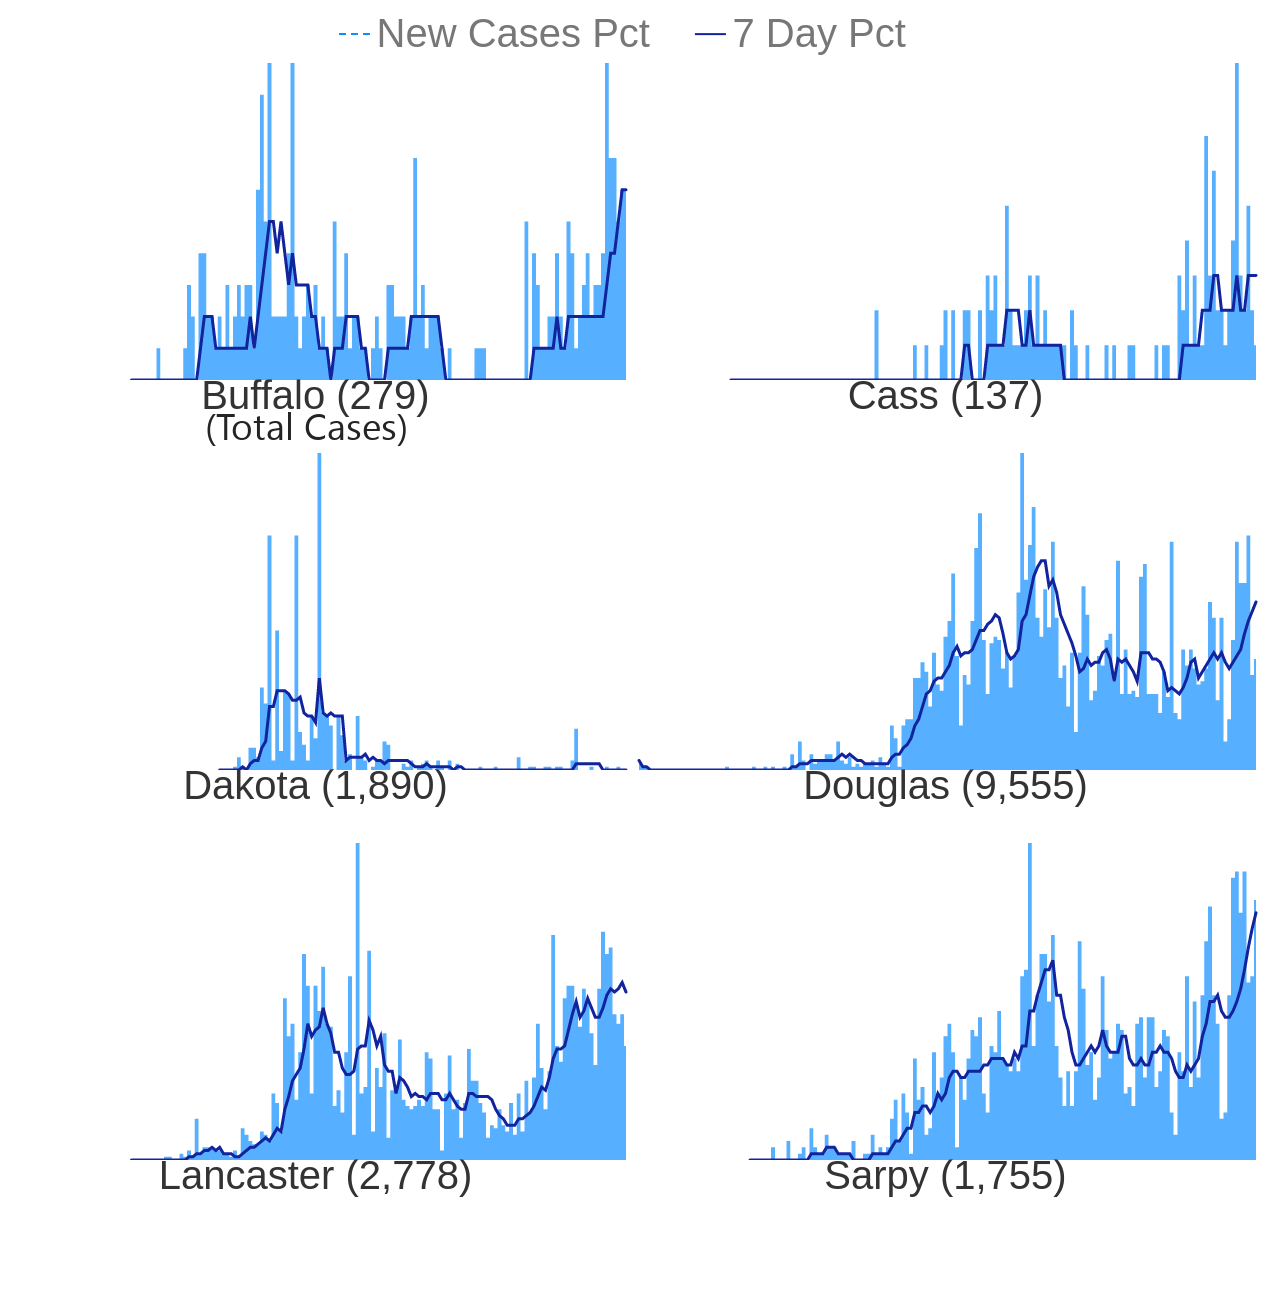 New Cases Pct 7 Day Pct
Buffalo (279) Cass (137)
(Total Cases)
Dakota (1,890) Douglas (9,555)
Lancaster (2,778) Sarpy (1,755)